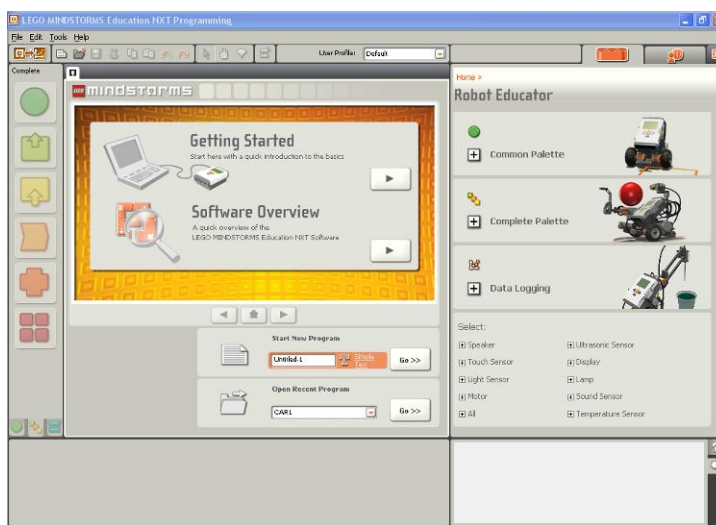 LEGO MINDSTORMS Education NXT Programming
File Edit Tools Help
User Profile: Default
Complete
mindstorms
Getting Started
Start here with a quick introduction to the basics
Software Overview
A quick overview of the
LEGO MINDSTORMS Education NXT Software
Start New Program
Untitled-1
Go >>
Open Recent Program
CAR1
Go >>
Home >
Robot Educator
Common Palette
Complete Palette
Data Logging
Select:
Speaker
Ultrasonic Sensor
Touch Sensor
Display
Light Sensor
Lamp
Motor
Sound Sensor
All
Temperature Sensor